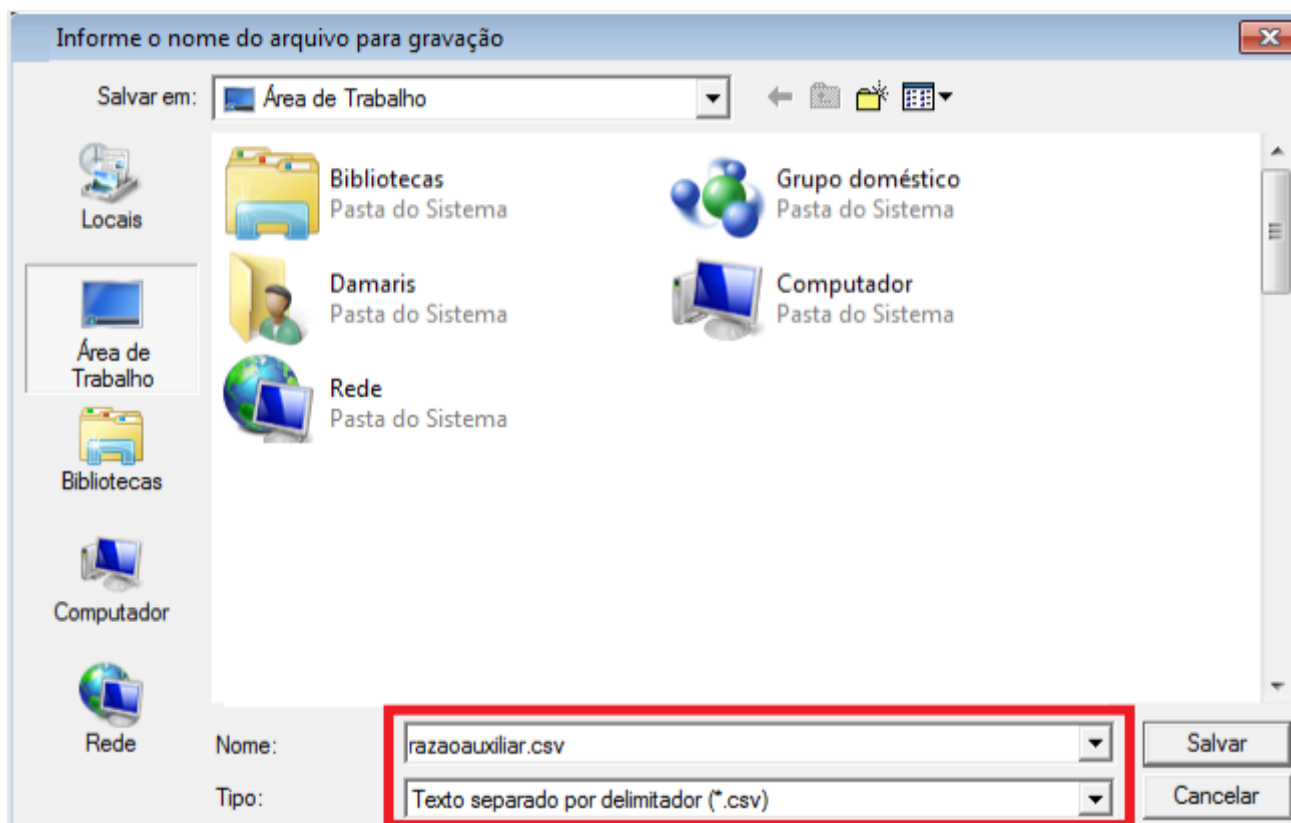 Informe o nome do arquivo para gravação
Salvar em:
Área de Trabalho
Locais
Área de
Trabalho
Bibliotecas
Computador
Rede
Bibliotecas
Pasta do Sistema
Grupo doméstico
Pasta do Sistema
Damaris
Pasta do Sistema
Computador
Pasta do Sistema
Rede
Pasta do Sistema
Nome:
razaoauxiliar.csv
Salvar
Tipo:
Texto separado por delimitador (*.csv)
Cancelar